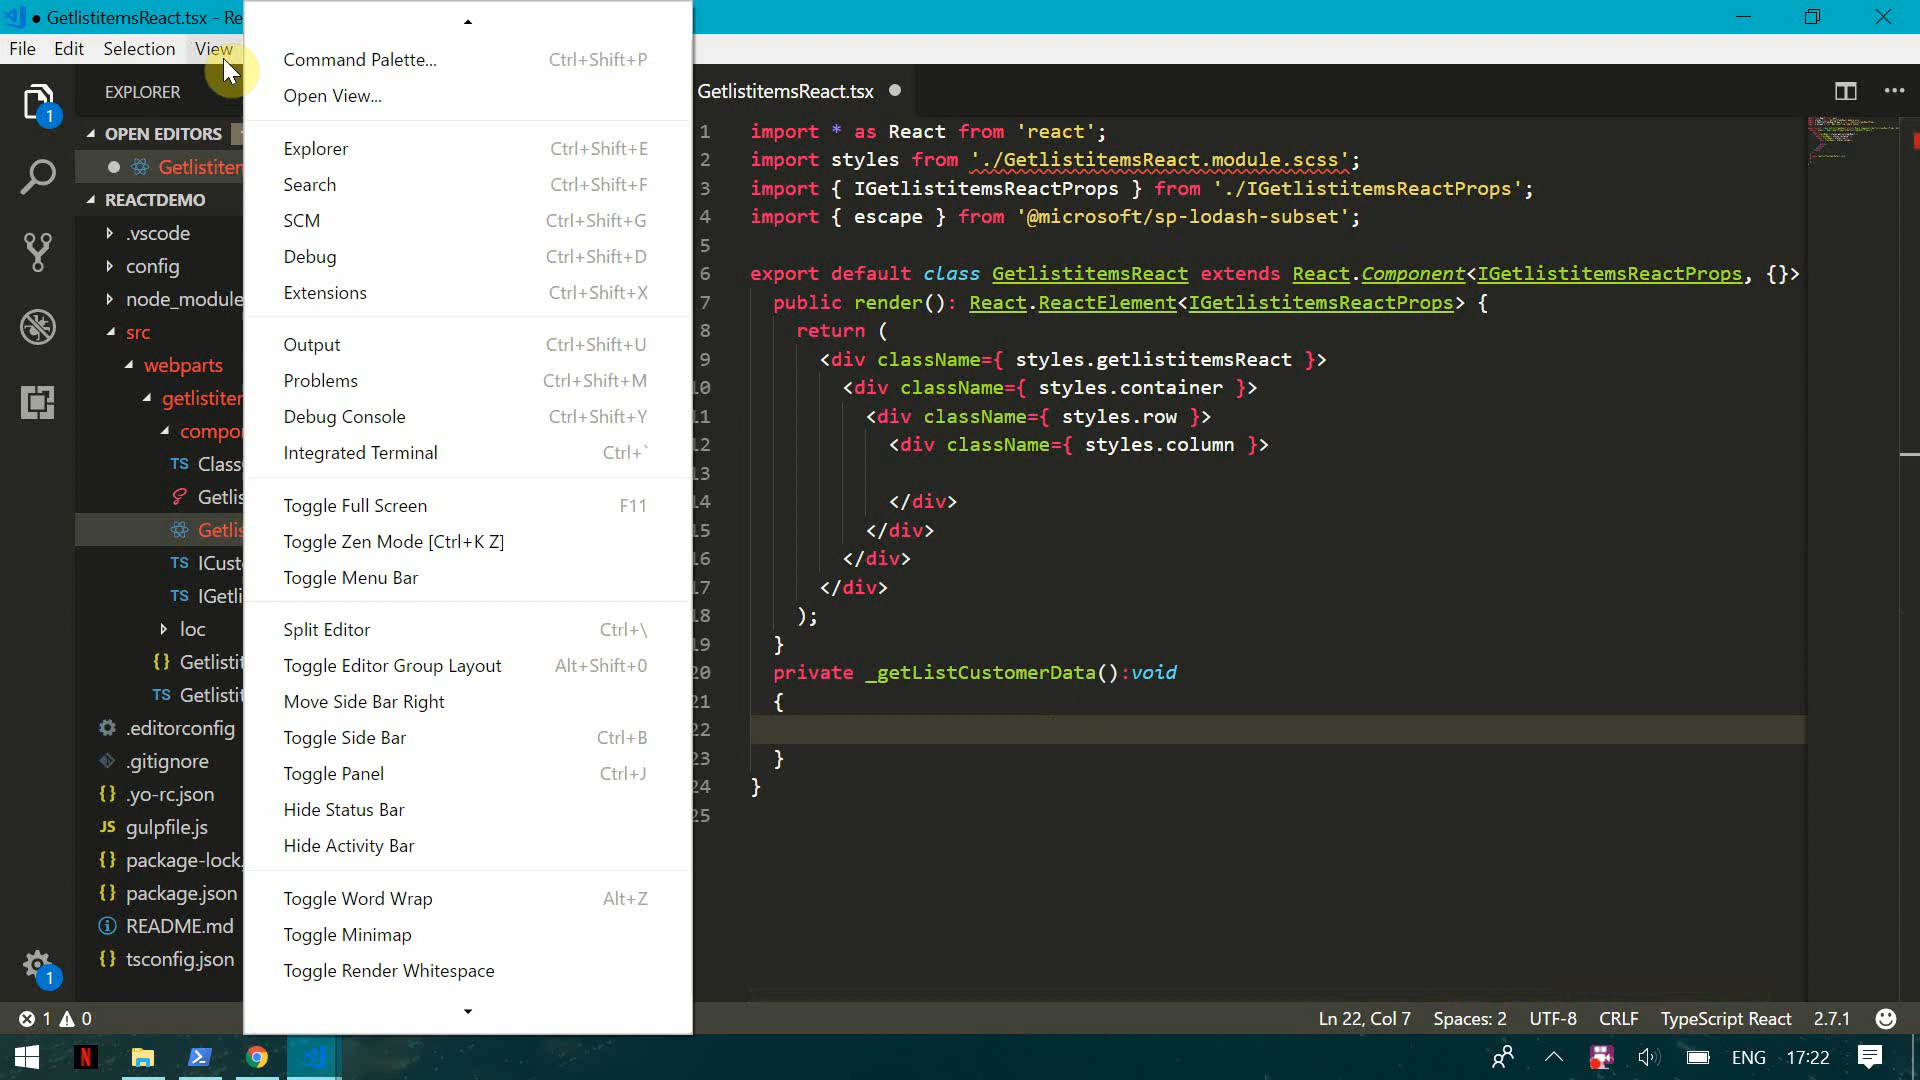 ● GetlistitemsReact.tsx - Re
File Edit Selection View
EXPLORER
OPEN EDITORS
Getlistiten
REACTDEMO
.vscode
config
node_module
src
webparts
getlistiter
compor
TS Class
Getlis
Getlis
TS ICust
TS IGetli
loc
{} Getlistit
TS Getlistit
.editorconfig
.gitignore
{} .yo-rc.json
JS gulpfile.js
{} package-lock.
{} package.json
README.md
{} tsconfig.json
1
1
Command Palette... Ctrl+Shift+P
Open View...
Explorer Ctrl+Shift+E
Search Ctrl+Shift+F
SCM Ctrl+Shift+G
Debug Ctrl+Shift+D
Extensions Ctrl+Shift+X
Output Ctrl+Shift+U
Problems Ctrl+Shift+M
Debug Console Ctrl+Shift+Y
Integrated Terminal Ctrl+`
Toggle Full Screen F11
Toggle Zen Mode [Ctrl+K Z]
Toggle Menu Bar
Split Editor Ctrl+\
Toggle Editor Group Layout Alt+Shift+0
Move Side Bar Right
Toggle Side Bar Ctrl+B
Toggle Panel Ctrl+J
Hide Status Bar
Hide Activity Bar
Toggle Word Wrap Alt+Z
Toggle Minimap
Toggle Render Whitespace
GetlistitemsReact.tsx
1 import * as React from 'react';
2 import styles from './GetlistitemsReact.module.scss';
3 import { IGetlistitemsReactProps } from './IGetlistitemsReactProps';
4 import { escape } from '@microsoft/sp-lodash-subset';
5
6 export default class GetlistitemsReact extends React.Component<IGetlistitemsReactProps, {}>
7 public render(): React.ReactElement<IGetlistitemsReactProps> {
8 return (
9 <div className={ styles.getlistitemsReact }>
10 <div className={ styles.container }>
11 <div className={ styles.row }>
12 <div className={ styles.column }>
13
14 </div>
15 </div>
16 </div>
17 </div>
18 );
19 }
20 private _getListCustomerData():void
21 {
22
23 }
24 }
25
1 0
Ln 22, Col 7 Spaces: 2 UTF-8 CRLF TypeScript React 2.7.1
N
ENG 17:22